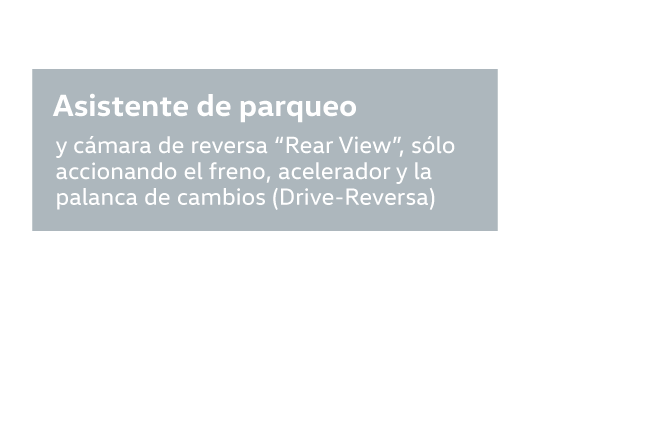 Asistente de parqueo
y cámara de reversa “Rear View”, sólo
accionando el freno, acelerador y la
palanca de cambios (Drive-Reversa)